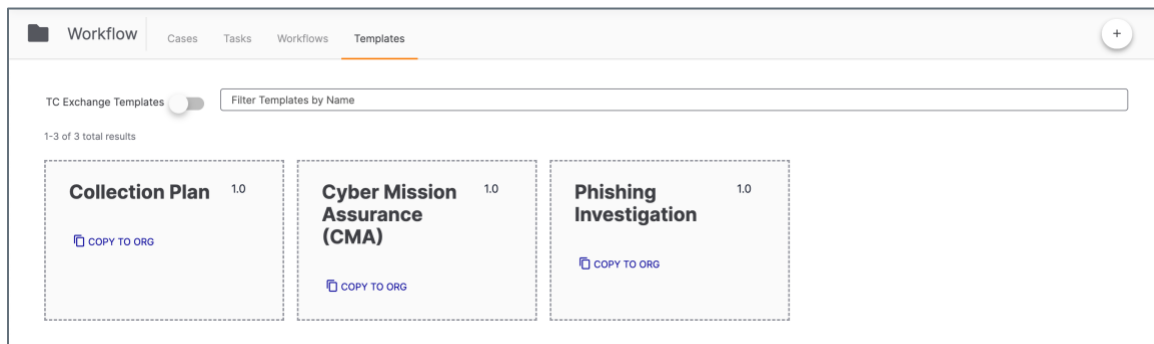 Workflow Cases Tasks Workflows Templates +
TC Exchange Templates Filter Templates by Name
1-3 of 3 total results
Collection Plan 1.0
COPY TO ORG
Cyber Mission 1.0
Assurance
(CMA)
COPY TO ORG
Phishing 1.0
Investigation
COPY TO ORG